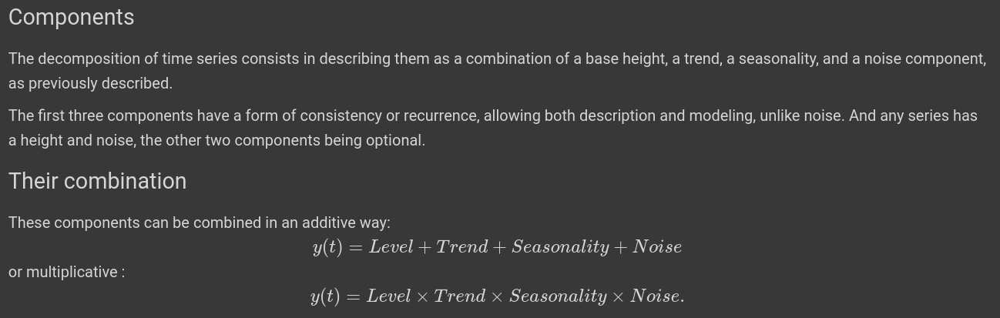 Components
The decomposition of time series consists in describing them as a combination of a base height, a trend, a seasonality, and a noise component,
as previously described.
The first three components have a form of consistency or recurrence, allowing both description and modeling, unlike noise. And any series has
a height and noise, the other two components being optional.
Their combination
These components can be combined in an additive way:
y(t) = Level + Trend + Seasonality + Noise
or multiplicative :
y(t) = Level × Trend × Seasonality × Noise.